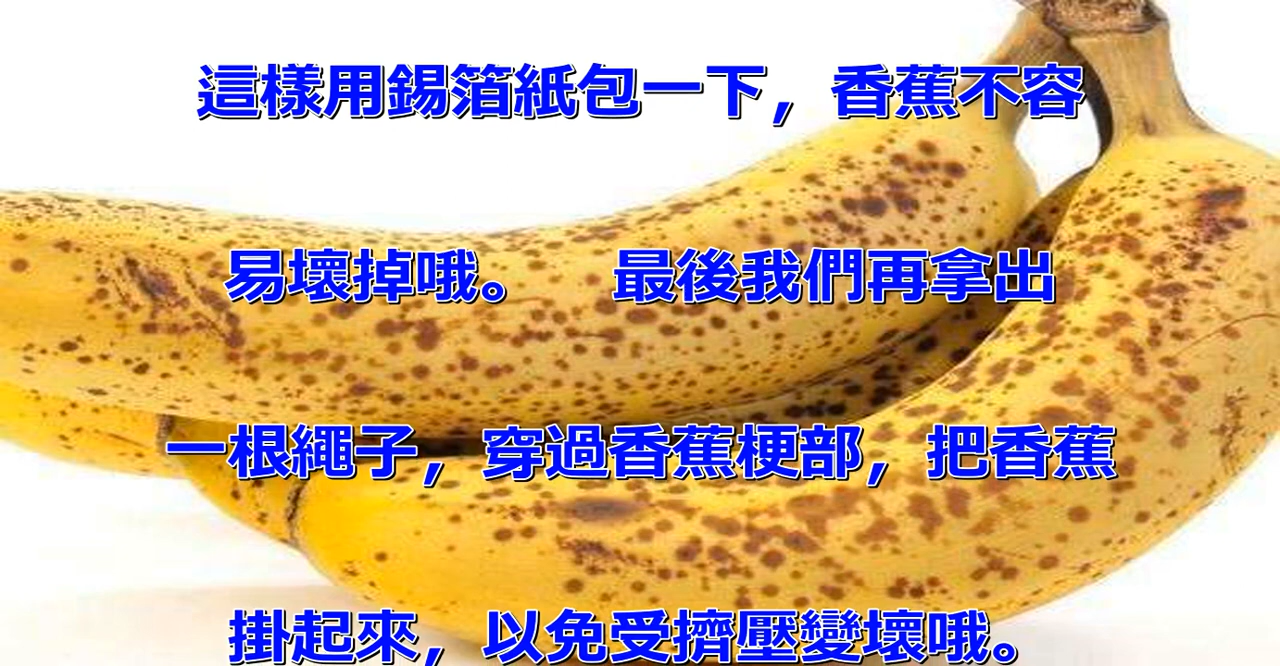 這樣用錫箔紙包一下，香蕉不容
易壞掉哦。　最後我們再拿出
一根繩子，穿過香蕉梗部，把香蕉
掛起來，以免受擠壓變壞哦。